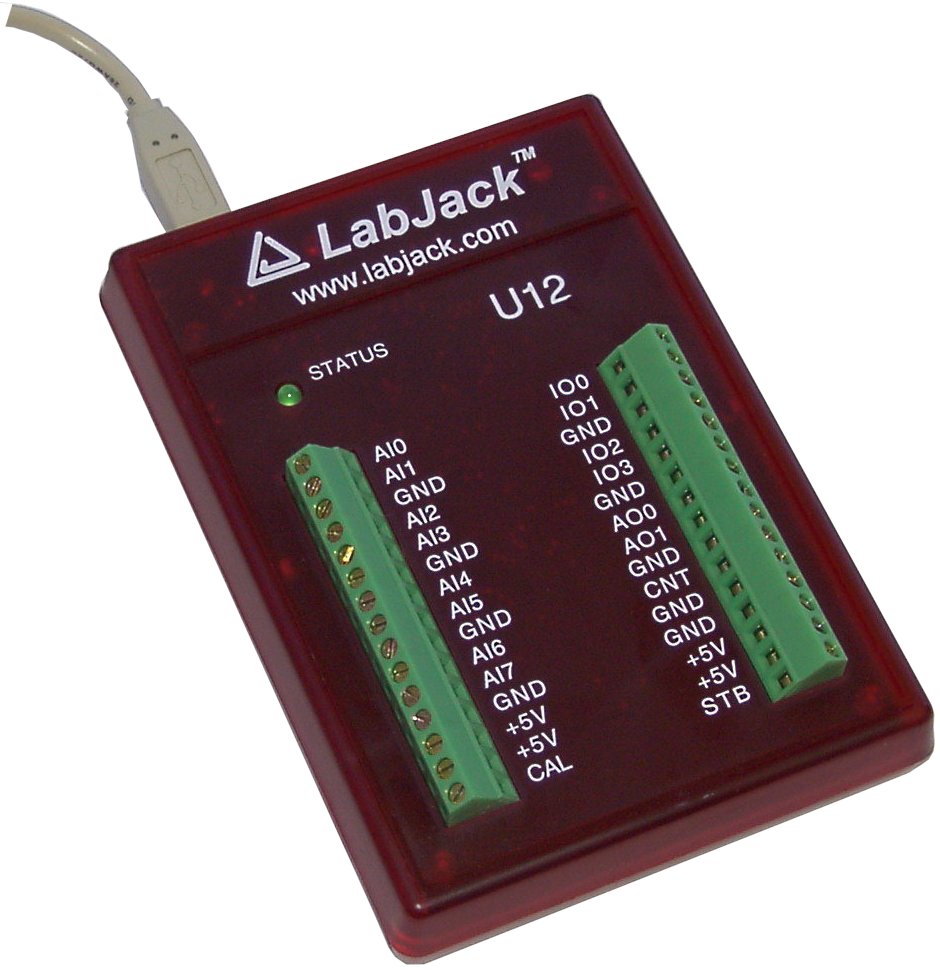 LabJack™
www.labjack.com
U12
STATUS
AI0
AI1
GND
AI2
AI3
GND
AI4
AI5
GND
AI6
AI7
GND
+5V
+5V
CAL
IO0
IO1
GND
IO2
IO3
GND
AO0
AO1
GND
CNT
GND
GND
+5V
+5V
STB